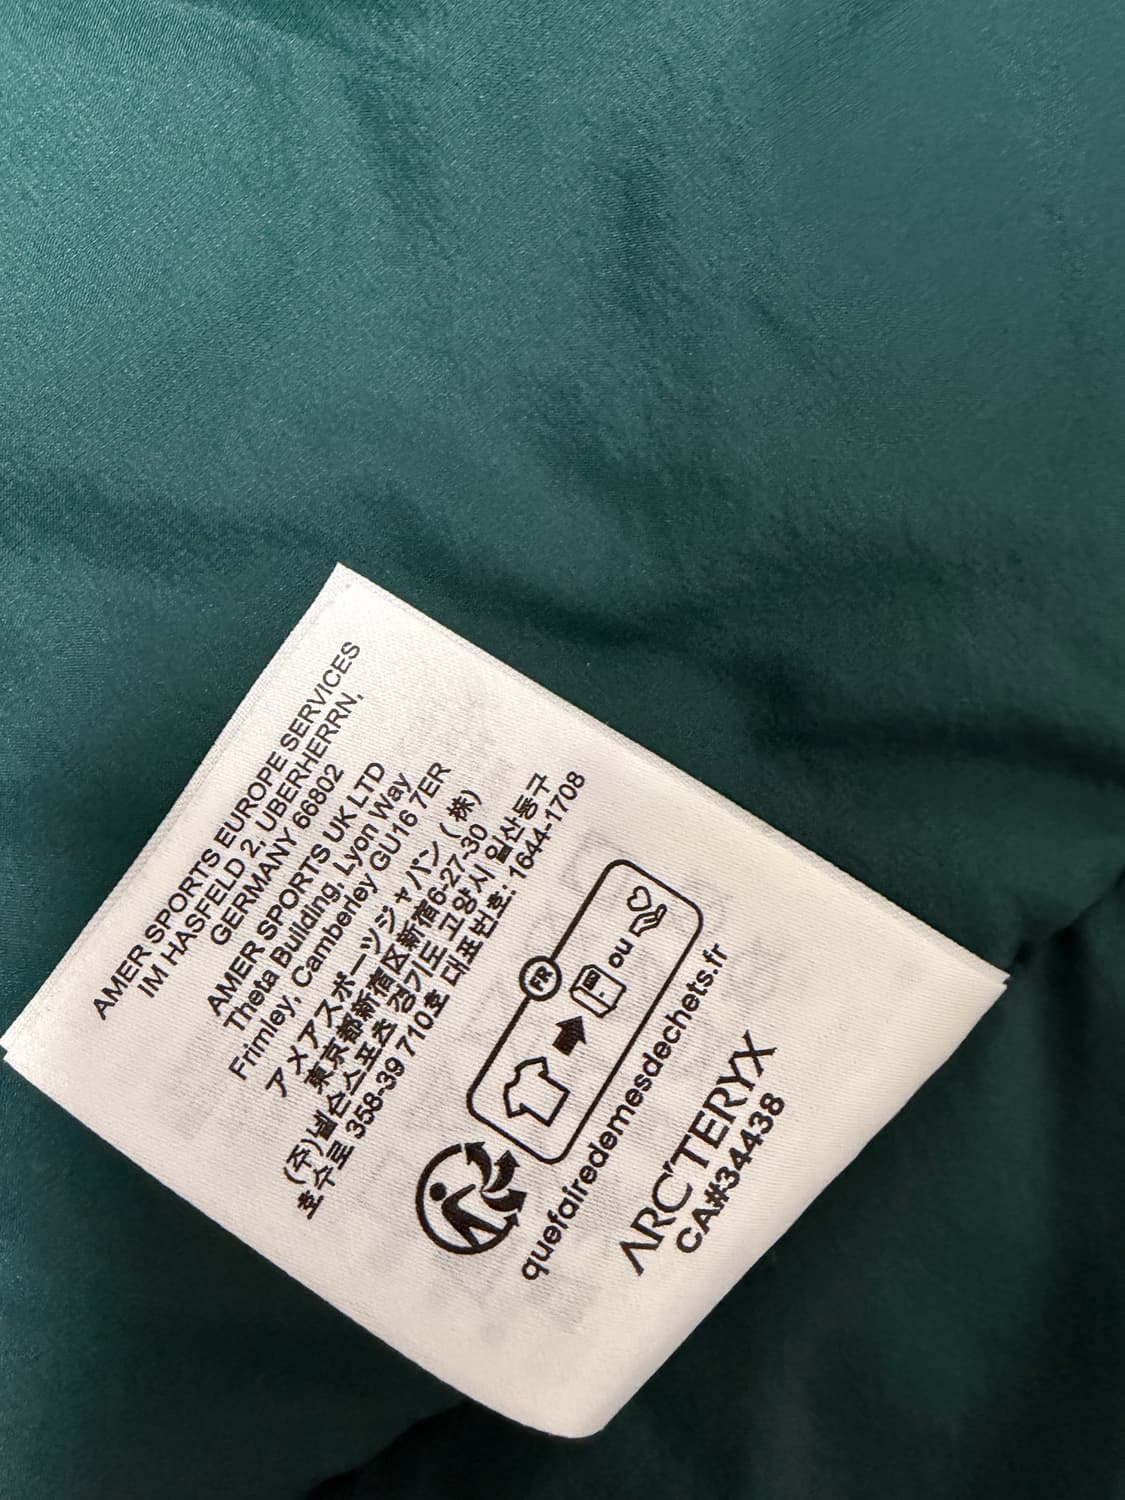 AMER SPORTS EUROPE SERVICES
IM HASFELD 2, UBERHERRN,
GERMANY 66802
AMER SPORTS UK LTD
Theta Building, Lyon Way
Frimley, Camberley GU16 7ER
アメアスポーツジャパン(株)
東京都新宿区新宿6-27-30
(주)넬슨스포츠 경기도 고양시 일산동구
호수로 358-39 710호 대표번호: 1644-1708
FR
ou
quefairedemesdechets.fr
ARC'TERYX
CA#34438